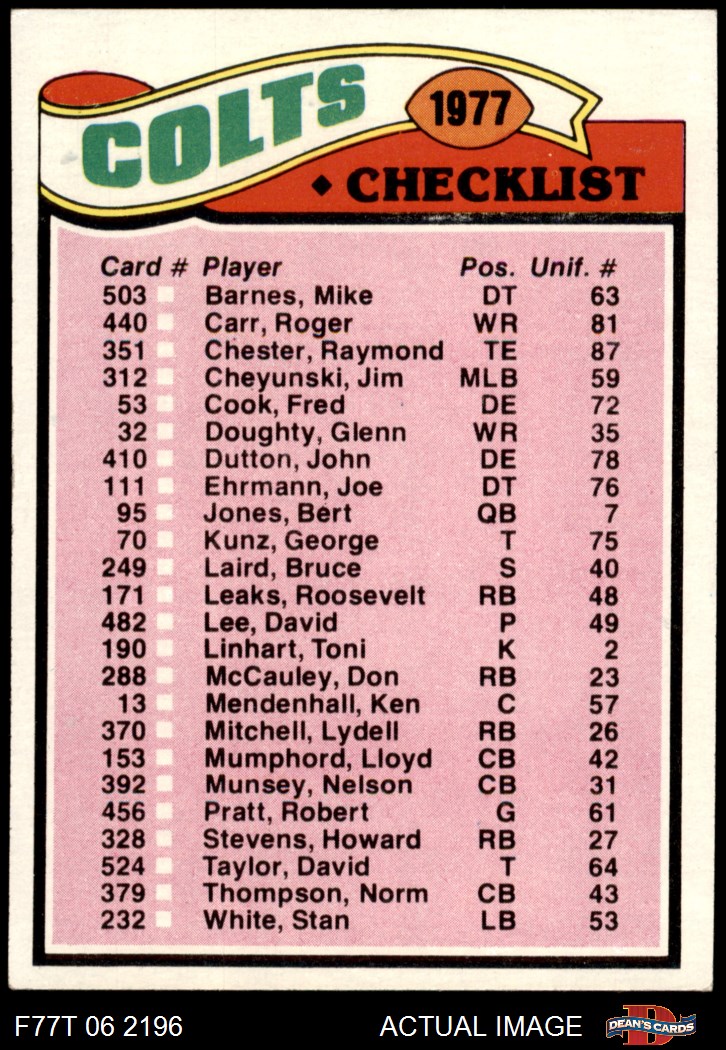 COLTS
1977
♦ CHECKLIST
Card # Player Pos. Unif. #
503 Barnes, Mike DT 63
440 Carr, Roger WR 81
351 Chester, Raymond TE 87
312 Cheyunski, Jim MLB 59
53 Cook, Fred DE 72
32 Doughty, Glenn WR 35
410 Dutton, John DE 78
111 Ehrmann, Joe DT 76
95 Jones, Bert QB 7
70 Kunz, George T 75
249 Laird, Bruce S 40
171 Leaks, Roosevelt RB 48
482 Lee, David P 49
190 Linhart, Toni K 2
288 McCauley, Don RB 23
13 Mendenhall, Ken C 57
370 Mitchell, Lydell RB 26
153 Mumphord, Lloyd CB 42
392 Munsey, Nelson CB 31
456 Pratt, Robert G 61
328 Stevens, Howard RB 27
524 Taylor, David T 64
379 Thompson, Norm CB 43
232 White, Stan LB 53
F77T 06 2196 ACTUAL IMAGE D DEAN'S CARDS